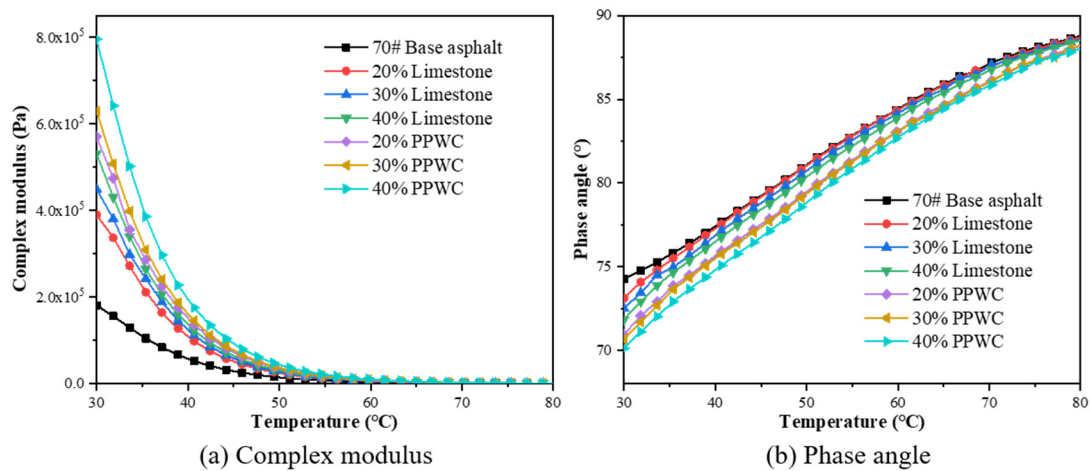 8.0x10⁵
6.0x10⁵
4.0x10⁵
2.0x10⁵
0.0
Complex modulus (Pa)
70# Base asphalt
20% Limestone
30% Limestone
40% Limestone
20% PPWC
30% PPWC
40% PPWC
30 40 50 60 70 80
Temperature (°C)
(a) Complex modulus
90
85
80
75
70
Phase angle (°)
70# Base asphalt
20% Limestone
30% Limestone
40% Limestone
20% PPWC
30% PPWC
40% PPWC
30 40 50 60 70 80
Temperature (°C)
(b) Phase angle